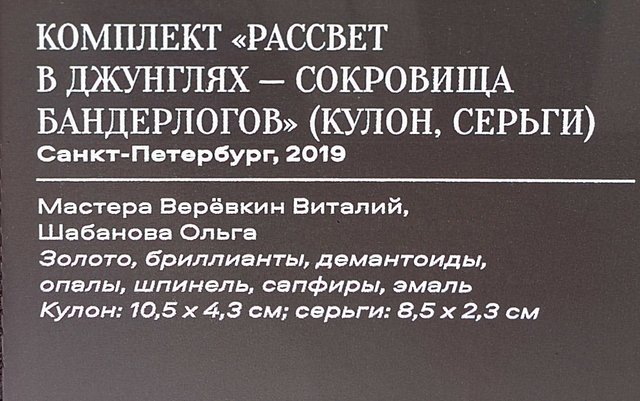 КОМПЛЕКТ «РАССВЕТ
В ДЖУНГЛЯХ — СОКРОВИЩА
БАНДЕРЛОГОВ» (КУЛОН, СЕРЬГИ)
Санкт-Петербург, 2019
Мастера Верёвкин Виталий,
Шабанова Ольга
Золото, бриллианты, демантоиды,
опалы, шпинель, сапфиры, эмаль
Кулон: 10,5 х 4,3 см; серьги: 8,5 х 2,3 см